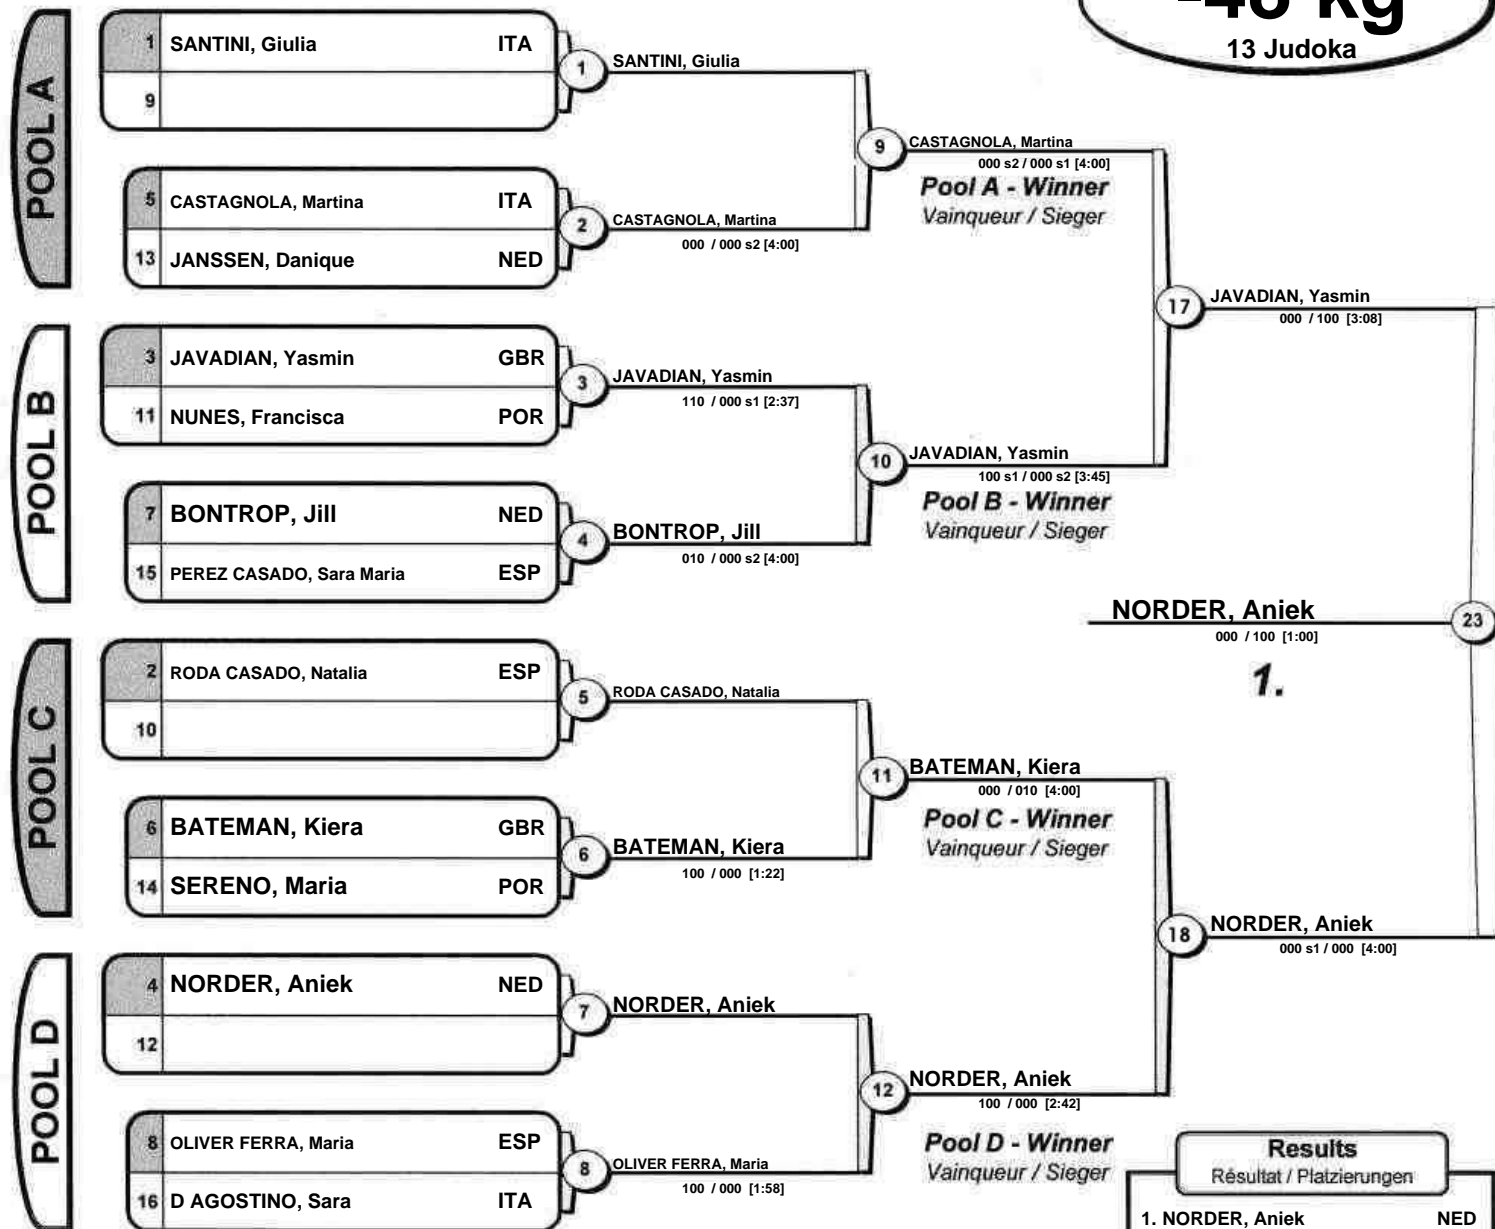 -48 kg
13 Judoka
POOL A
1 SANTINI, Giulia ITA
9
1 SANTINI, Giulia
5 CASTAGNOLA, Martina ITA
13 JANSSEN, Danique NED
2 CASTAGNOLA, Martina
000 / 000 s2 [4:00]
9 CASTAGNOLA, Martina
000 s2 / 000 s1 [4:00]
Pool A - Winner
Vainqueur / Sieger
POOL B
3 JAVADIAN, Yasmin GBR
11 NUNES, Francisca POR
3 JAVADIAN, Yasmin
110 / 000 s1 [2:37]
7 BONTROP, Jill NED
15 PEREZ CASADO, Sara Maria ESP
4 BONTROP, Jill
010 / 000 s2 [4:00]
10 JAVADIAN, Yasmin
100 s1 / 000 s2 [3:45]
Pool B - Winner
Vainqueur / Sieger
17 JAVADIAN, Yasmin
000 / 100 [3:08]
NORDER, Aniek 23
000 / 100 [1:00]
1.
POOL C
2 RODA CASADO, Natalia ESP
10
5 RODA CASADO, Natalia
6 BATEMAN, Kiera GBR
14 SERENO, Maria POR
6 BATEMAN, Kiera
100 / 000 [1:22]
11 BATEMAN, Kiera
000 / 010 [4:00]
Pool C - Winner
Vainqueur / Sieger
18 NORDER, Aniek
000 s1 / 000 [4:00]
POOL D
4 NORDER, Aniek NED
12
7 NORDER, Aniek
8 OLIVER FERRA, Maria ESP
16 D AGOSTINO, Sara ITA
8 OLIVER FERRA, Maria
100 / 000 [1:58]
12 NORDER, Aniek
100 / 000 [2:42]
Pool D - Winner
Vainqueur / Sieger
Results
Résultat / Platzierungen
1. NORDER, Aniek NED